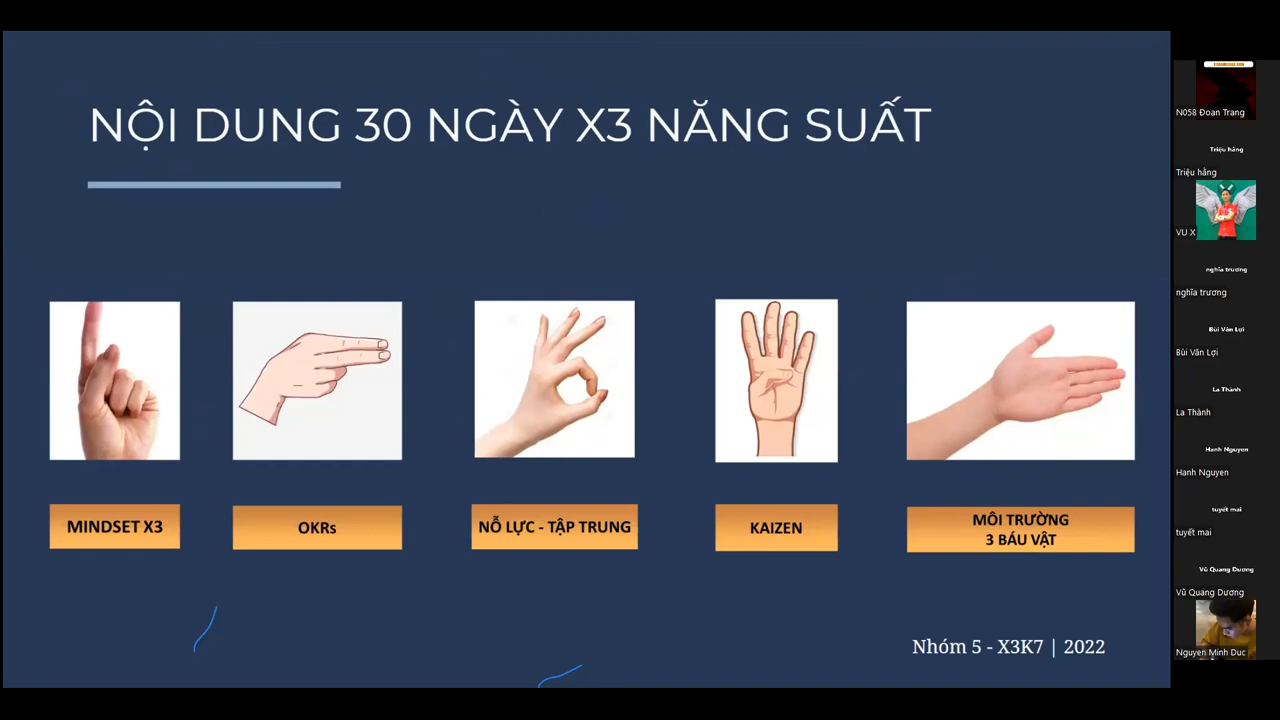 NỘI DUNG 30 NGÀY X3 NĂNG SUẤT
MINDSET X3
OKRs
NỖ LỰC - TẬP TRUNG
KAIZEN
MÔI TRƯỜNG
3 BÁU VẬT
Nhóm 5 - X3K7 | 2022
N058 Đoan Trang
Triệu hằng
Triệu hằng
VU X
nghĩa trương
nghĩa trương
Bùi Văn Lợi
Bùi Văn Lợi
La Thành
La Thành
Hanh Nguyen
Hanh Nguyen
tuyết mai
tuyết mai
Vũ Quang Dương
Vũ Quang Dương
Nguyen Minh Duc